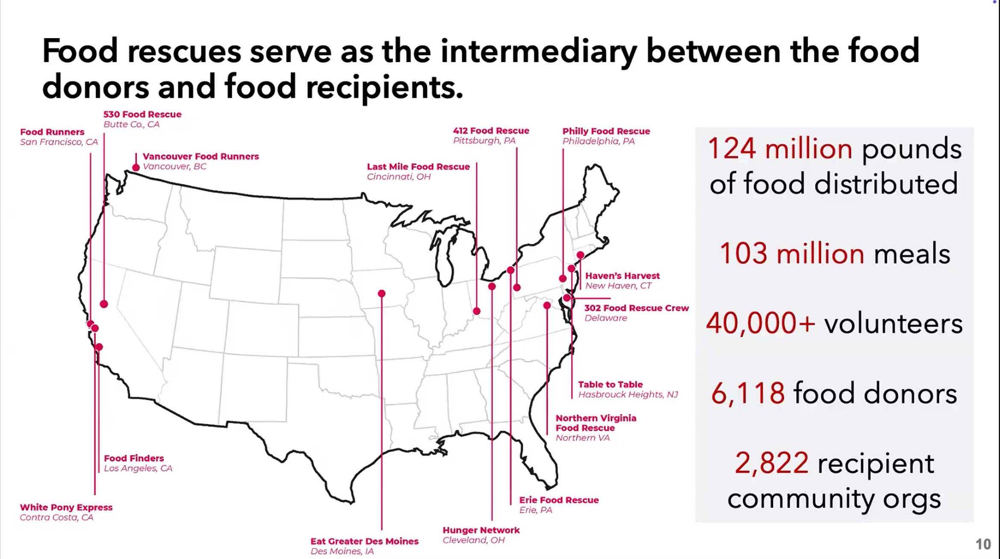 Food rescues serve as the intermediary between the food
donors and food recipients.
530 Food Rescue
Butte Co., CA
Food Runners
San Francisco, CA
Vancouver Food Runners
Vancouver, BC
412 Food Rescue
Pittsburgh, PA
Philly Food Rescue
Philadelphia, PA
Last Mile Food Rescue
Cincinnati, OH
Haven's Harvest
New Haven, CT
302 Food Rescue Crew
Delaware
Table to Table
Hasbrouck Heights, NJ
Northern Virginia
Food Rescue
Northern VA
Food Finders
Los Angeles, CA
White Pony Express
Contra Costa, CA
Erie Food Rescue
Erie, PA
Hunger Network
Cleveland, OH
Eat Greater Des Moines
Des Moines, IA
124 million pounds
of food distributed
103 million meals
40,000+ volunteers
6,118 food donors
2,822 recipient
community orgs
10